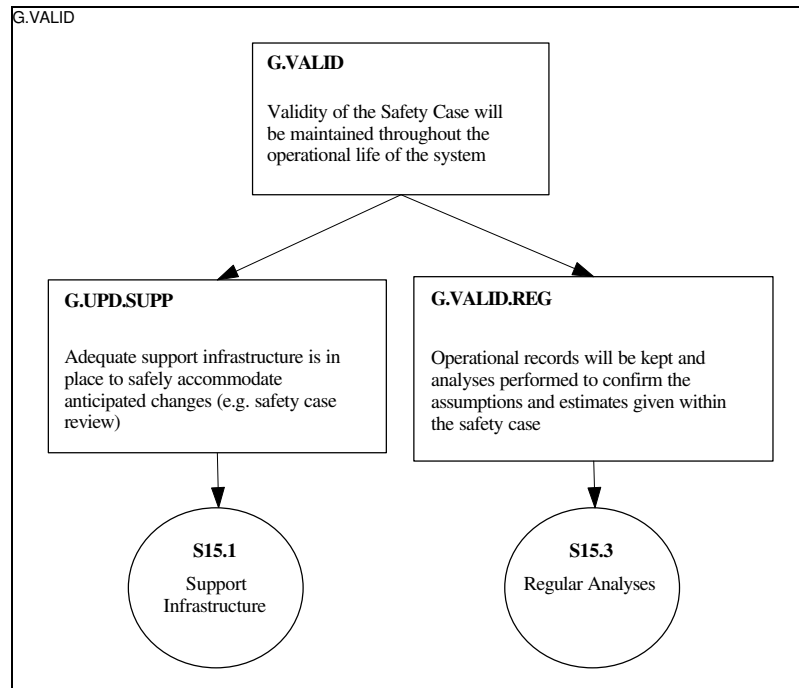 G.VALID
G.VALID
Validity of the Safety Case will
be maintained throughout the
operational life of the system
G.UPD.SUPP
Adequate support infrastructure is in
place to safely accommodate
anticipated changes (e.g. safety case
review)
G.VALID.REG
Operational records will be kept and
analyses performed to confirm the
assumptions and estimates given within
the safety case
S15.1
Support
Infrastructure
S15.3
Regular Analyses